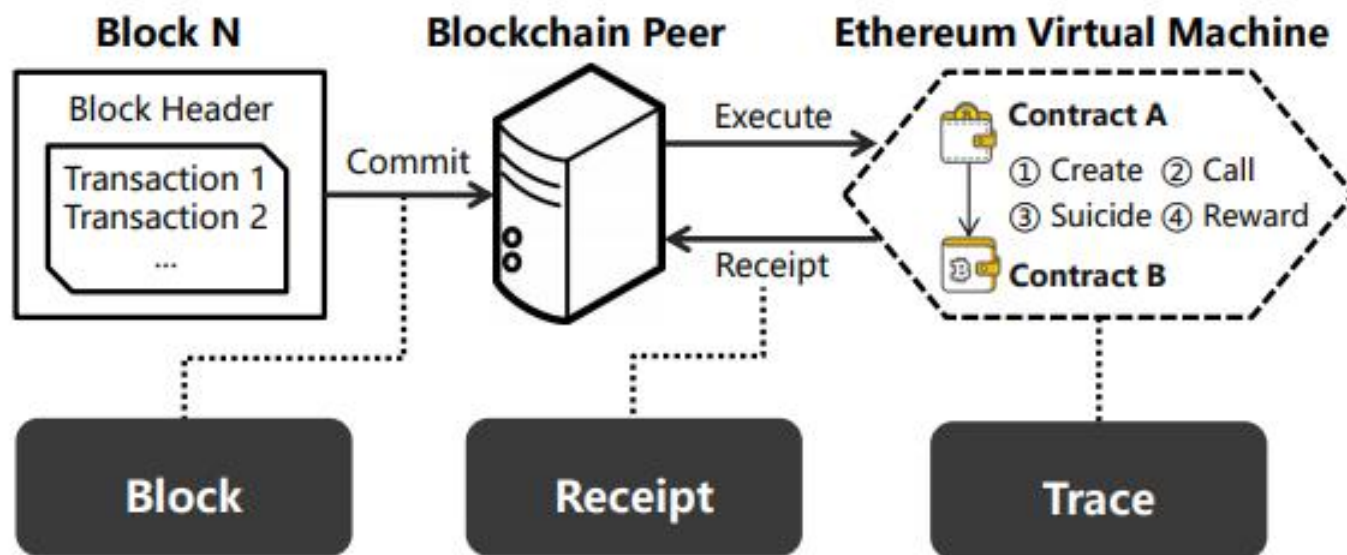 Block N
Blockchain Peer
Ethereum Virtual Machine
Block Header
Transaction 1
Transaction 2
...
Commit
Execute
Receipt
Contract A
① Create ② Call
③ Suicide ④ Reward
Contract B
Block
Receipt
Trace